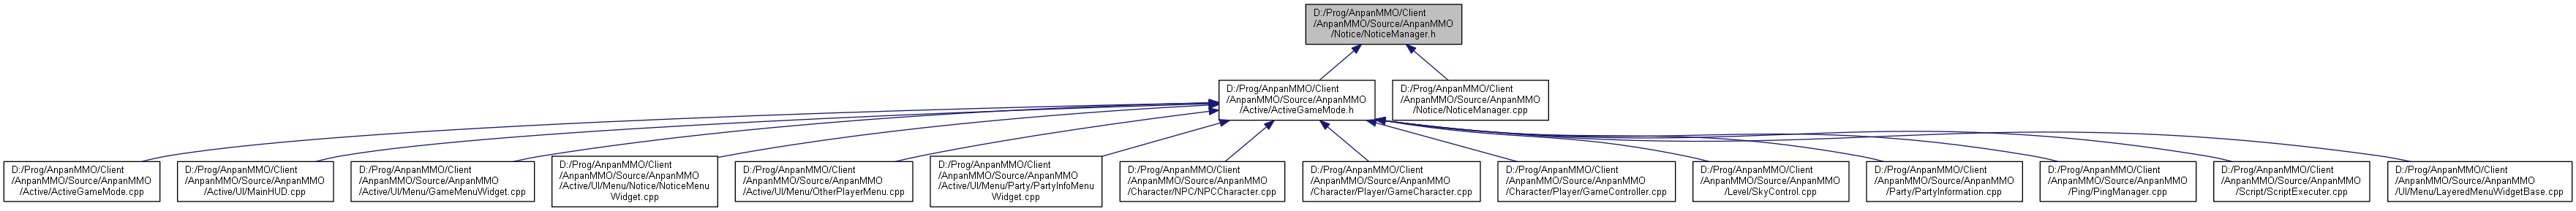 D:/Prog/AnpanMMO/Client
/AnpanMMO/Source/AnpanMMO
/Notice/NoticeManager.h
D:/Prog/AnpanMMO/Client
/AnpanMMO/Source/AnpanMMO
/Active/ActiveGameMode.h
D:/Prog/AnpanMMO/Client
/AnpanMMO/Source/AnpanMMO
/Notice/NoticeManager.cpp
D:/Prog/AnpanMMO/Client
/AnpanMMO/Source/AnpanMMO
/Active/ActiveGameMode.cpp
D:/Prog/AnpanMMO/Client
/AnpanMMO/Source/AnpanMMO
/Active/UI/MainHUD.cpp
D:/Prog/AnpanMMO/Client
/AnpanMMO/Source/AnpanMMO
/Active/UI/Menu/GameMenuWidget.cpp
D:/Prog/AnpanMMO/Client
/AnpanMMO/Source/AnpanMMO
/Active/UI/Menu/Notice/NoticeMenu
Widget.cpp
D:/Prog/AnpanMMO/Client
/AnpanMMO/Source/AnpanMMO
/Active/UI/Menu/OtherPlayerMenu.cpp
D:/Prog/AnpanMMO/Client
/AnpanMMO/Source/AnpanMMO
/Active/UI/Menu/Party/PartyInfoMenu
Widget.cpp
D:/Prog/AnpanMMO/Client
/AnpanMMO/Source/AnpanMMO
/Character/NPC/NPCCharacter.cpp
D:/Prog/AnpanMMO/Client
/AnpanMMO/Source/AnpanMMO
/Character/Player/GameCharacter.cpp
D:/Prog/AnpanMMO/Client
/AnpanMMO/Source/AnpanMMO
/Character/Player/GameController.cpp
D:/Prog/AnpanMMO/Client
/AnpanMMO/Source/AnpanMMO
/Level/SkyControl.cpp
D:/Prog/AnpanMMO/Client
/AnpanMMO/Source/AnpanMMO
/Party/PartyInformation.cpp
D:/Prog/AnpanMMO/Client
/AnpanMMO/Source/AnpanMMO
/Ping/PingManager.cpp
D:/Prog/AnpanMMO/Client
/AnpanMMO/Source/AnpanMMO
/Script/ScriptExecuter.cpp
D:/Prog/AnpanMMO/Client
/AnpanMMO/Source/AnpanMMO
/UI/Menu/LayeredMenuWidgetBase.cpp